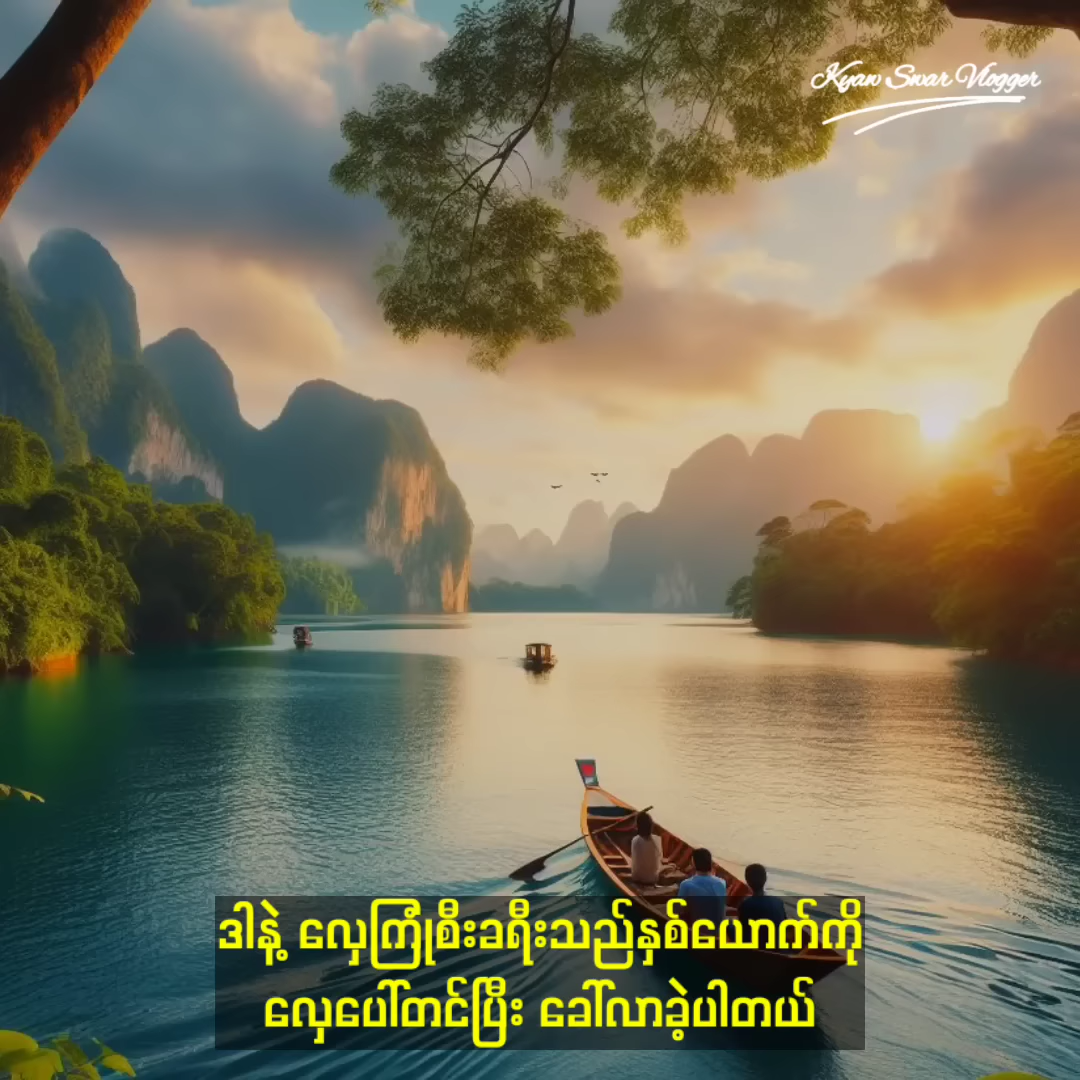 Kyaw Swar Vlogger
ဒါနဲ့ လှေကြုံစီးခရီးသည်နှစ်ယောက်ကို
လှေပေါ်တင်ပြီး ခေါ်လာခဲ့ပါတယ်